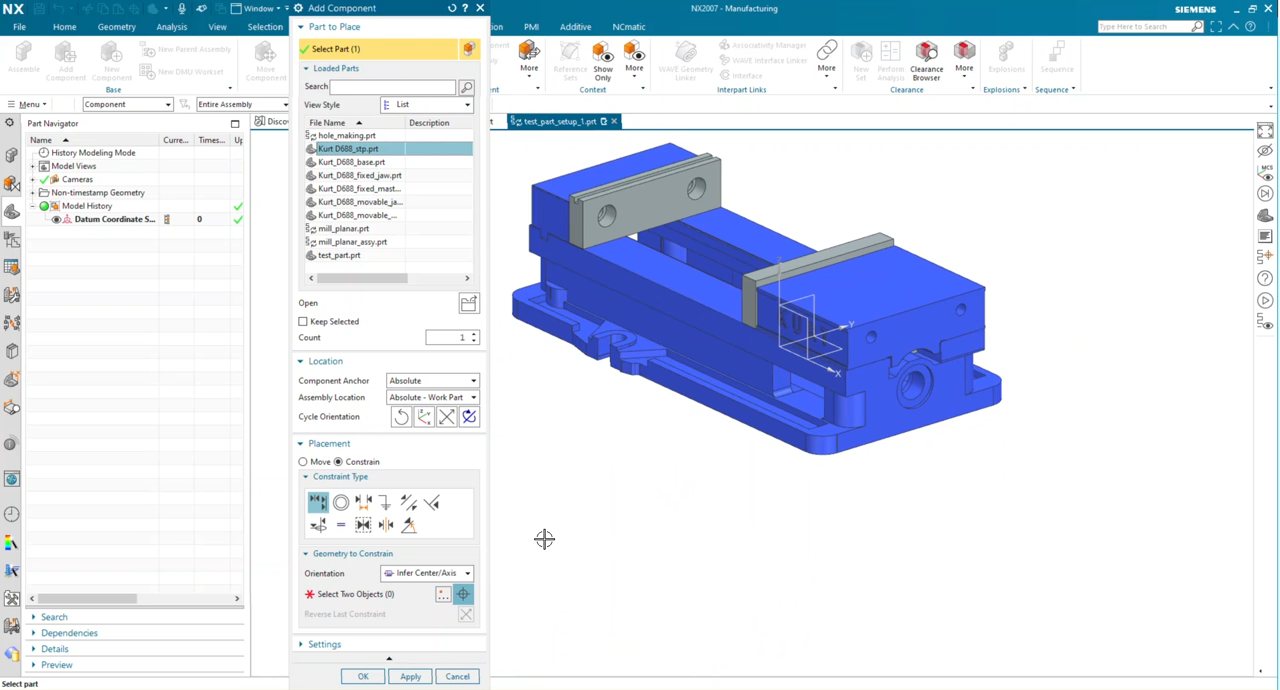 NX
Window
Add Component
NX2007 - Manufacturing
SIEMENS
File
Home
Geometry
Analysis
View
Selection
PMI
Additive
NCmatic
Type Here to Search
Part to Place
Select Part (1)
Loaded Parts
Search
View Style
List
File Name
Description
hole_making.prt
Kurt D688_stp.prt
Kurt_D688_base.prt
Kurt_D688_fixed_jaw.prt
Kurt_D688_fixed_mast...
Kurt_D688_movable_ja...
Kurt_D688_movable_...
mill_planar.prt
mill_planar_assy.prt
test_part.prt
Open
Keep Selected
Count
1
Location
Component Anchor
Absolute
Assembly Location
Absolute - Work Part
Cycle Orientation
Placement
Move
Constrain
Constraint Type
Geometry to Constrain
Orientation
Infer Center/Axis
Select Two Objects (0)
Reverse Last Constraint
Settings
OK
Apply
Cancel
Assemble
Add Component
New Component
New Parent Assembly
New DMU Workset
Move Component
Base
More
Reference Sets
Show Only
More
Context
WAVE Geometry Linker
Associativity Manager
WAVE Interface Linker
Interface
More
Interpart Links
New Set
Perform Analysis
Clearance Browser
More
Clearance
Explosions
Explosions
Sequence
Sequence
Menu
Component
Entire Assembly
Part Navigator
Discov
test_part_setup_1.prt
Name
Curre...
Times...
Up
History Modeling Mode
Model Views
Cameras
Non-timestamp Geometry
Model History
Datum Coordinate S...
0
Search
Dependencies
Details
Preview
Select part
MCS
Z
Y
X